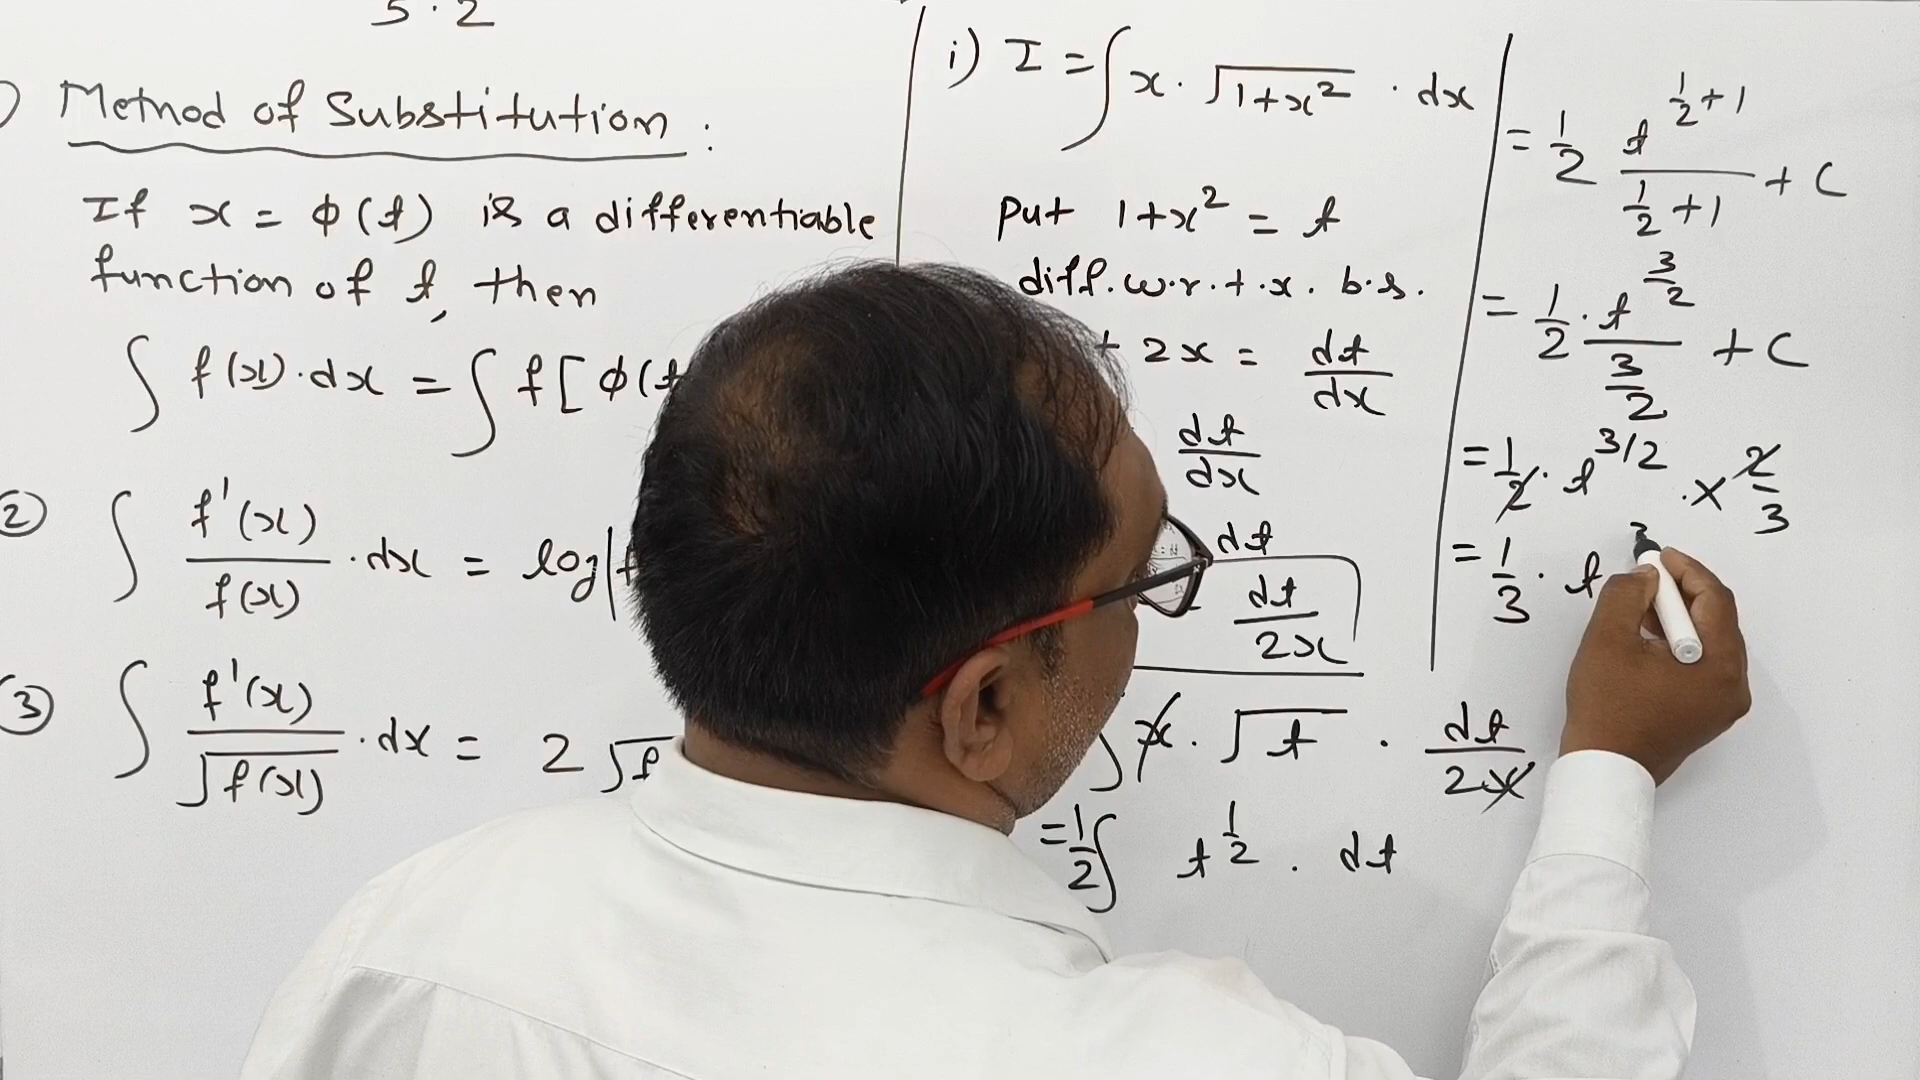 5.2
) Method of Substitution :
If x = ϕ(t) is a differentiable
function of t, then
∫ f(x)·dx = ∫ f[ϕ(t
② ∫ f'(x)/f(x) ·dx = log|f
③ ∫ f'(x)/√f(x) ·dx = 2√f
i) I = ∫ x · √(1+x²) · dx
put 1+x² = t
diff. w.r.t. x. b.s.
+ 2x = dt/dx
dt/dx
dt
dt/2x
∫ x · √t · dt/2x
= 1/2 ∫ t^(1/2) . dt
= 1/2 t^(1/2+1)/(1/2+1) + C
= 1/2 · t^(3/2)/(3/2) + C
= 1/2 · t^(3/2) · × 2/3
= 1/3 · t^3